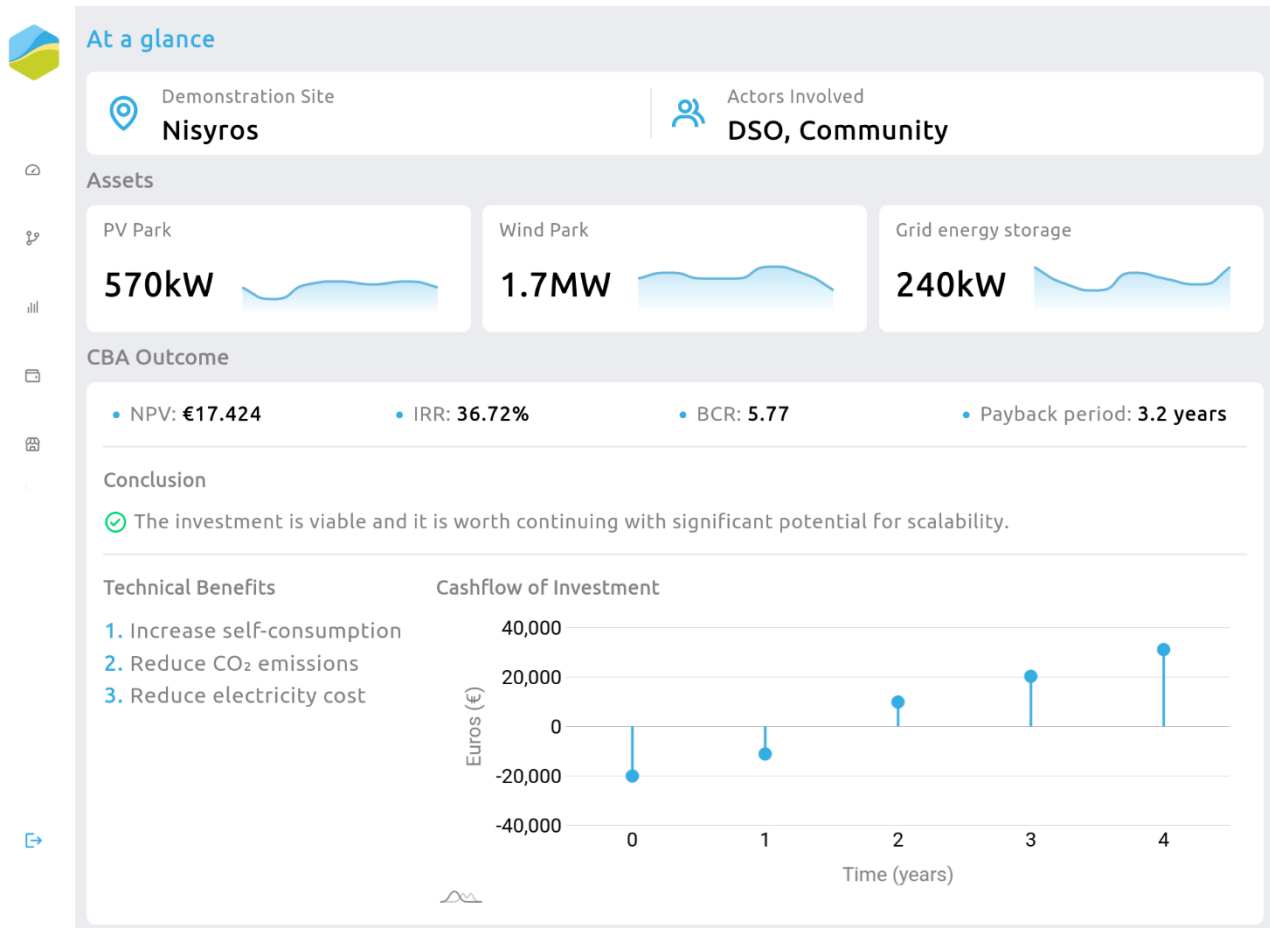 At a glance
Demonstration Site
Nisyros
Actors Involved
DSO, Community
Assets
PV Park
570kW
Wind Park
1.7MW
Grid energy storage
240kW
CBA Outcome
• NPV: €17.424
• IRR: 36.72%
• BCR: 5.77
• Payback period: 3.2 years
Conclusion
The investment is viable and it is worth continuing with significant potential for scalability.
Technical Benefits
1. Increase self-consumption
2. Reduce CO₂ emissions
3. Reduce electricity cost
Cashflow of Investment
Euros (€)
40,000
20,000
0
-20,000
-40,000
0 1 2 3 4
Time (years)